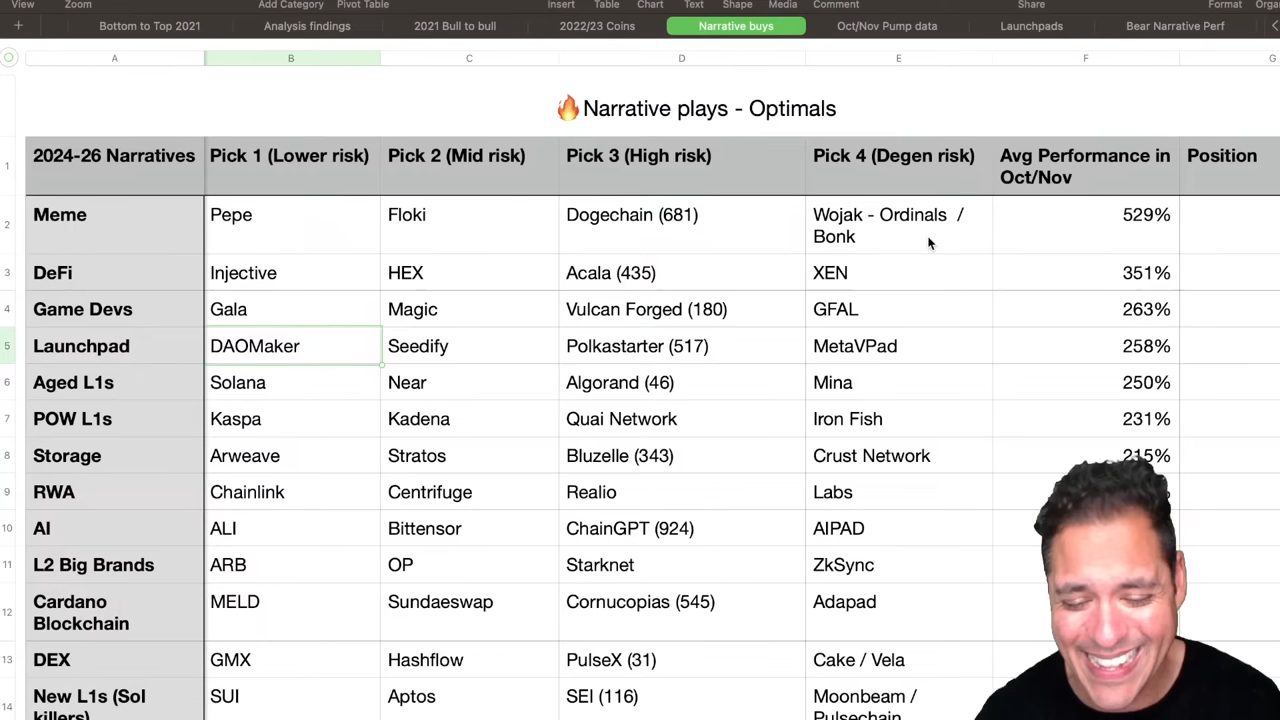 View Zoom Add Category Pivot Table Insert Table Chart Text Shape Media Comment Share Format
+ Bottom to Top 2021 Analysis findings 2021 Bull to bull 2022/23 Coins Narrative buys Oct/Nov Pump data Launchpads Bear Narrative Perf
A B C D E F G
🔥Narrative plays - Optimals
1 2024-26 Narratives Pick 1 (Lower risk) Pick 2 (Mid risk) Pick 3 (High risk) Pick 4 (Degen risk) Avg Performance in Position
Oct/Nov
2 Meme Pepe Floki Dogechain (681) Wojak - Ordinals / 529%
Bonk
3 DeFi Injective HEX Acala (435) XEN 351%
4 Game Devs Gala Magic Vulcan Forged (180) GFAL 263%
5 Launchpad DAOMaker Seedify Polkastarter (517) MetaVPad 258%
6 Aged L1s Solana Near Algorand (46) Mina 250%
7 POW L1s Kaspa Kadena Quai Network Iron Fish 231%
8 Storage Arweave Stratos Bluzelle (343) Crust Network 215%
9 RWA Chainlink Centrifuge Realio Labs
10 AI ALI Bittensor ChainGPT (924) AIPAD
11 L2 Big Brands ARB OP Starknet ZkSync
12 Cardano MELD Sundaeswap Cornucopias (545) Adapad
Blockchain
13 DEX GMX Hashflow PulseX (31) Cake / Vela
14 New L1s (Sol SUI Aptos SEI (116) Moonbeam /
killers) Pulsechain